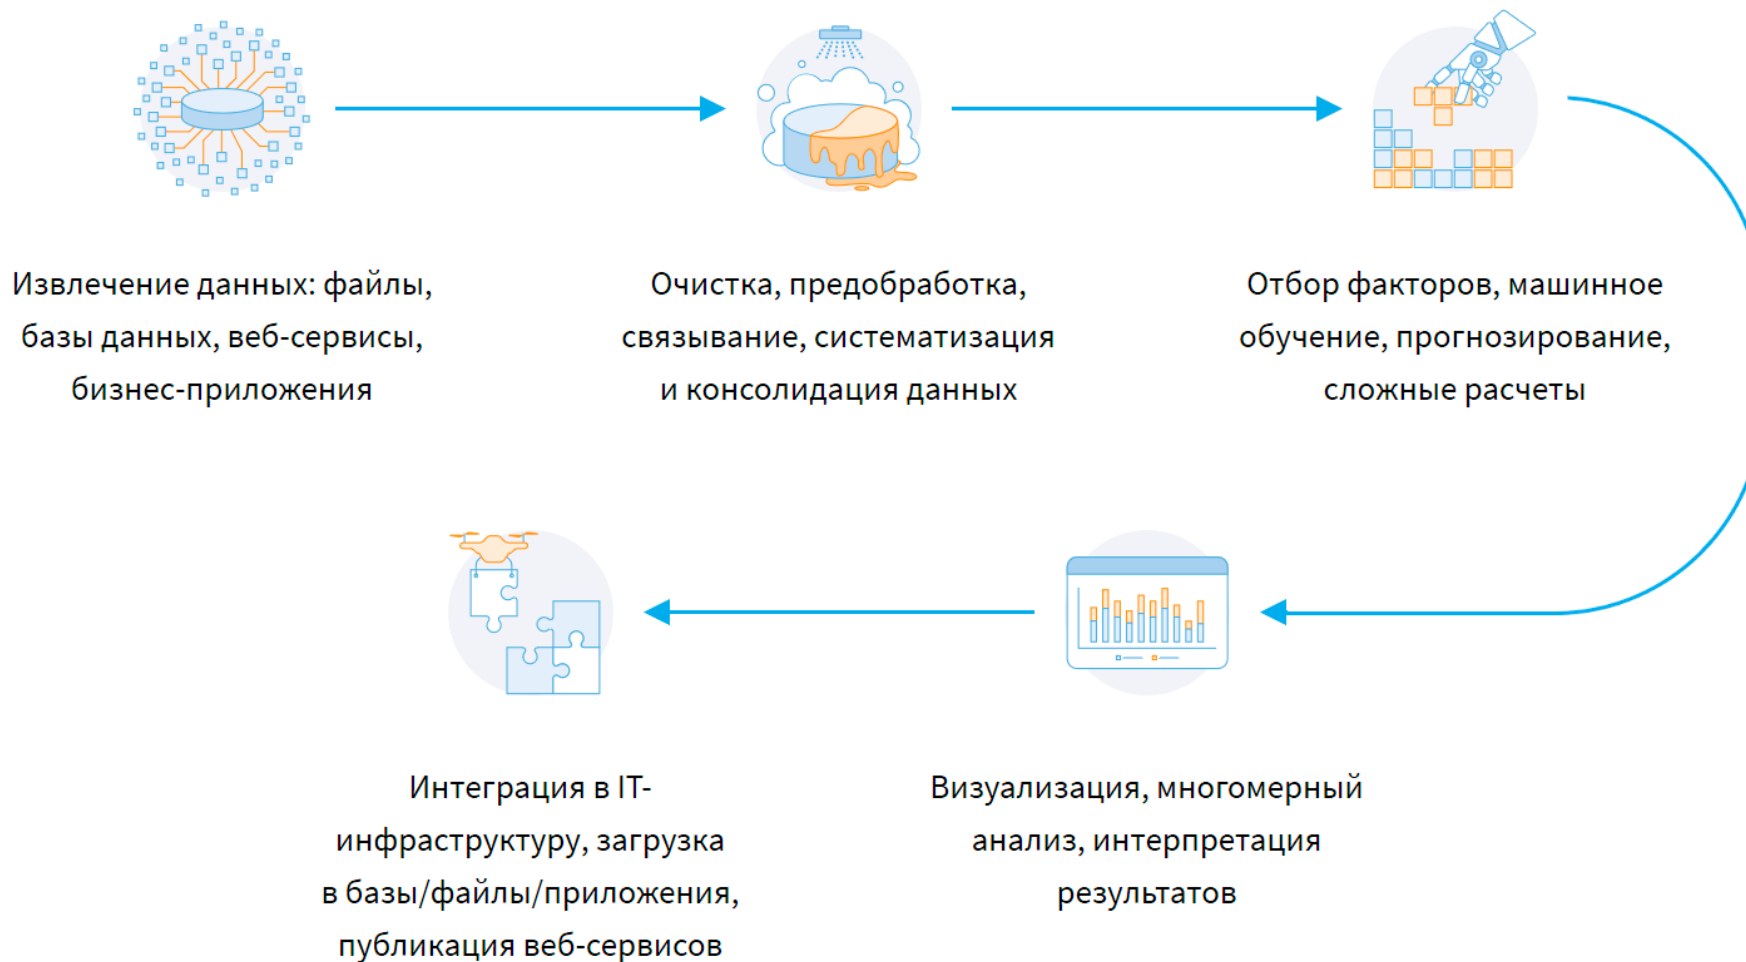 Извлечение данных: файлы,
базы данных, веб-сервисы,
бизнес-приложения
Очистка, предобработка,
связывание, систематизация
и консолидация данных
Отбор факторов, машинное
обучение, прогнозирование,
сложные расчеты
Интеграция в IT-
инфраструктуру, загрузка
в базы/файлы/приложения,
публикация веб-сервисов
Визуализация, многомерный
анализ, интерпретация
результатов